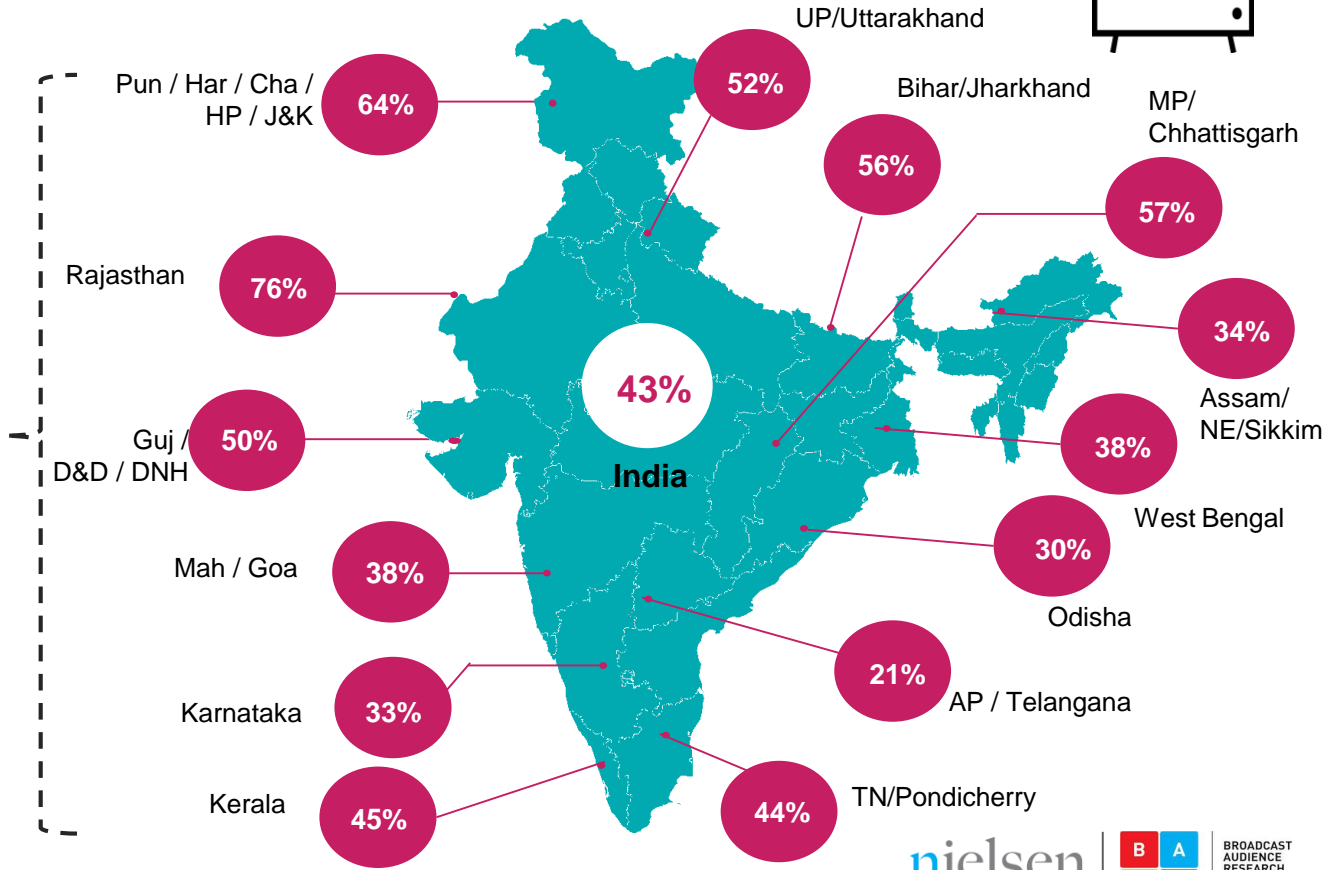 UP/Uttarakhand
52%
Pun / Har / Cha /
HP / J&K
64%
Bihar/Jharkhand
56%
MP/
Chhattisgarh
57%
Rajasthan
76%
34%
Assam/
NE/Sikkim
43%
India
Guj /
D&D / DNH
50%
38%
West Bengal
30%
Odisha
Mah / Goa
38%
21%
AP / Telangana
Karnataka
33%
Kerala
45%
44%
TN/Pondicherry
nielsen
B A
BROADCAST
AUDIENCE
RESEARCH